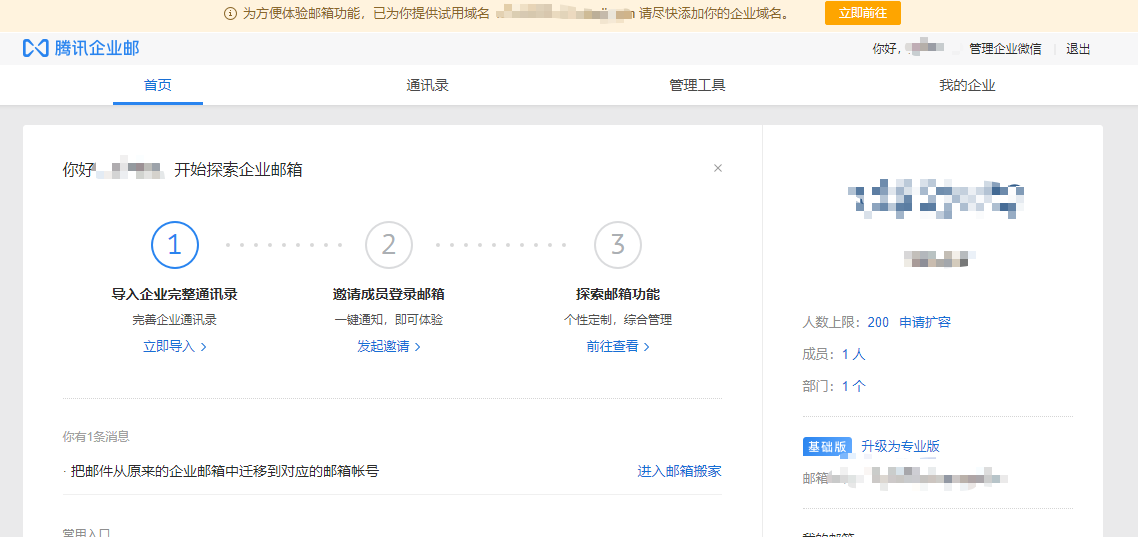 为方便体验邮箱功能，已为你提供试用域名 请尽快添加你的企业域名。 立即前往
腾讯企业邮
你好， 管理企业微信 退出
首页 通讯录 管理工具 我的企业
你好 开始探索企业邮箱 ×
1 2 3
导入企业完整通讯录 邀请成员登录邮箱 探索邮箱功能
完善企业通讯录 一键通知，即可体验 个性定制，综合管理
立即导入 > 发起邀请 > 前往查看 >
人数上限：200 申请扩容
成员：1 人
部门：1 个
你有1条消息
· 把邮件从原来的企业邮箱中迁移到对应的邮箱帐号 进入邮箱搬家
基础版 升级为专业版
邮箱
常用入口
我的邮箱